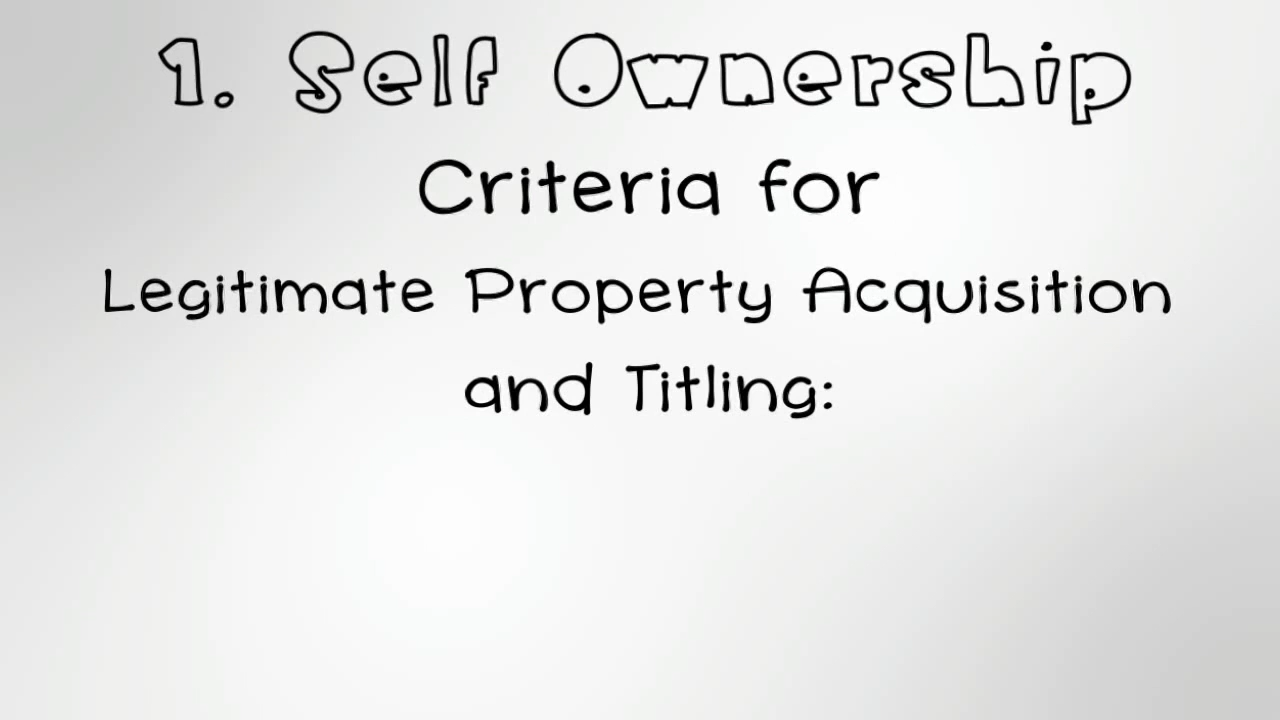 1. Self Ownership
Criteria for
Legitimate Property Acquisition
and Titling: